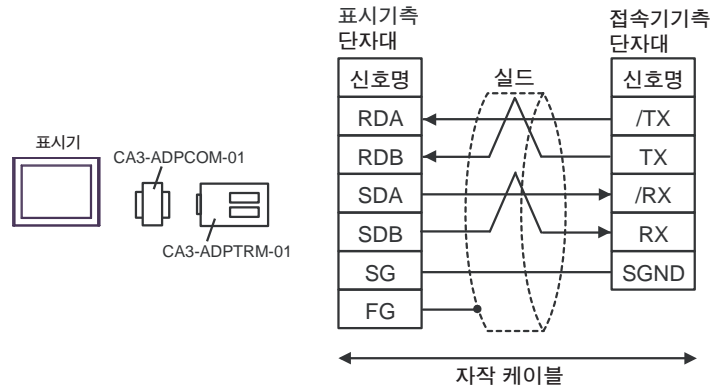 표시기
CA3-ADPCOM-01
CA3-ADPTRM-01
표시기측
단자대
접속기기측
단자대
신호명
실드
신호명
RDA
/TX
RDB
TX
SDA
/RX
SDB
RX
SG
SGND
FG
자작 케이블